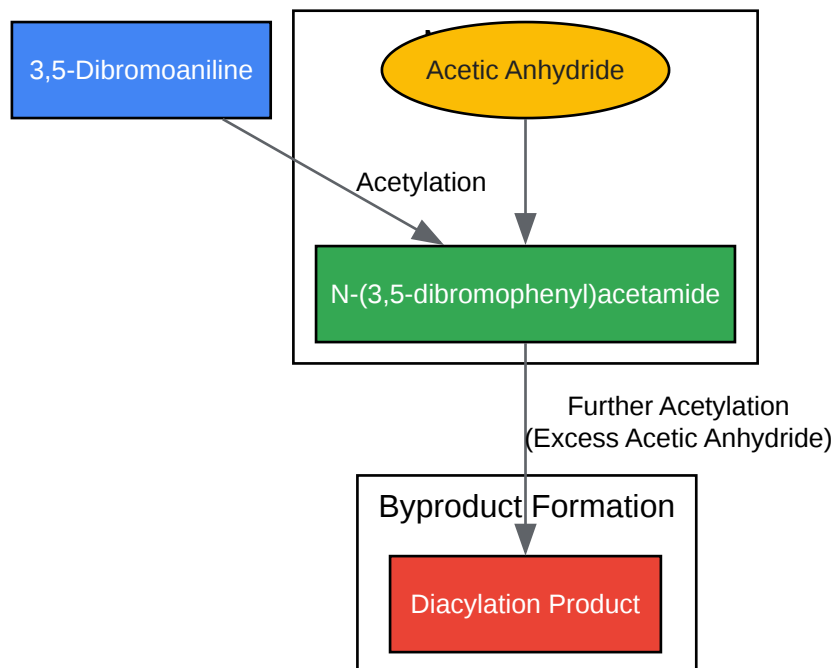 3,5-Dibromoaniline
Acetic Anhydride
Acetylation
N-(3,5-dibromophenyl)acetamide
Further Acetylation
(Excess Acetic Anhydride)
Byproduct Formation
Diacylation Product